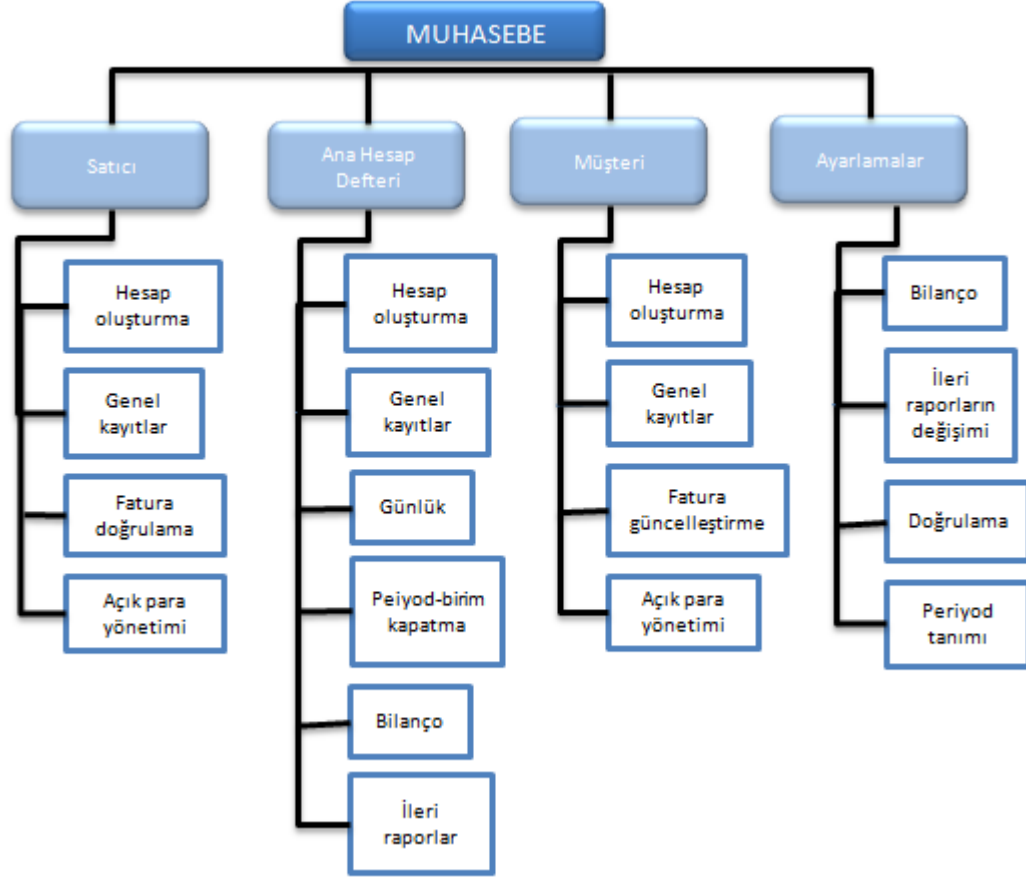 MUHASEBE
Satıcı
Ana Hesap
Defteri
Müşteri
Ayarlamalar
Hesap
oluşturma
Genel
kayıtlar
Fatura
doğrulama
Açık para
yönetimi
Hesap
oluşturma
Genel
kayıtlar
Günlük
Peiyod-birim
kapatma
Bilanço
İleri
raporlar
Hesap
oluşturma
Genel
kayıtlar
Fatura
güncelleştirme
Açık para
yönetimi
Bilanço
İleri
raporların
değişimi
Doğrulama
Periyod
tanımı